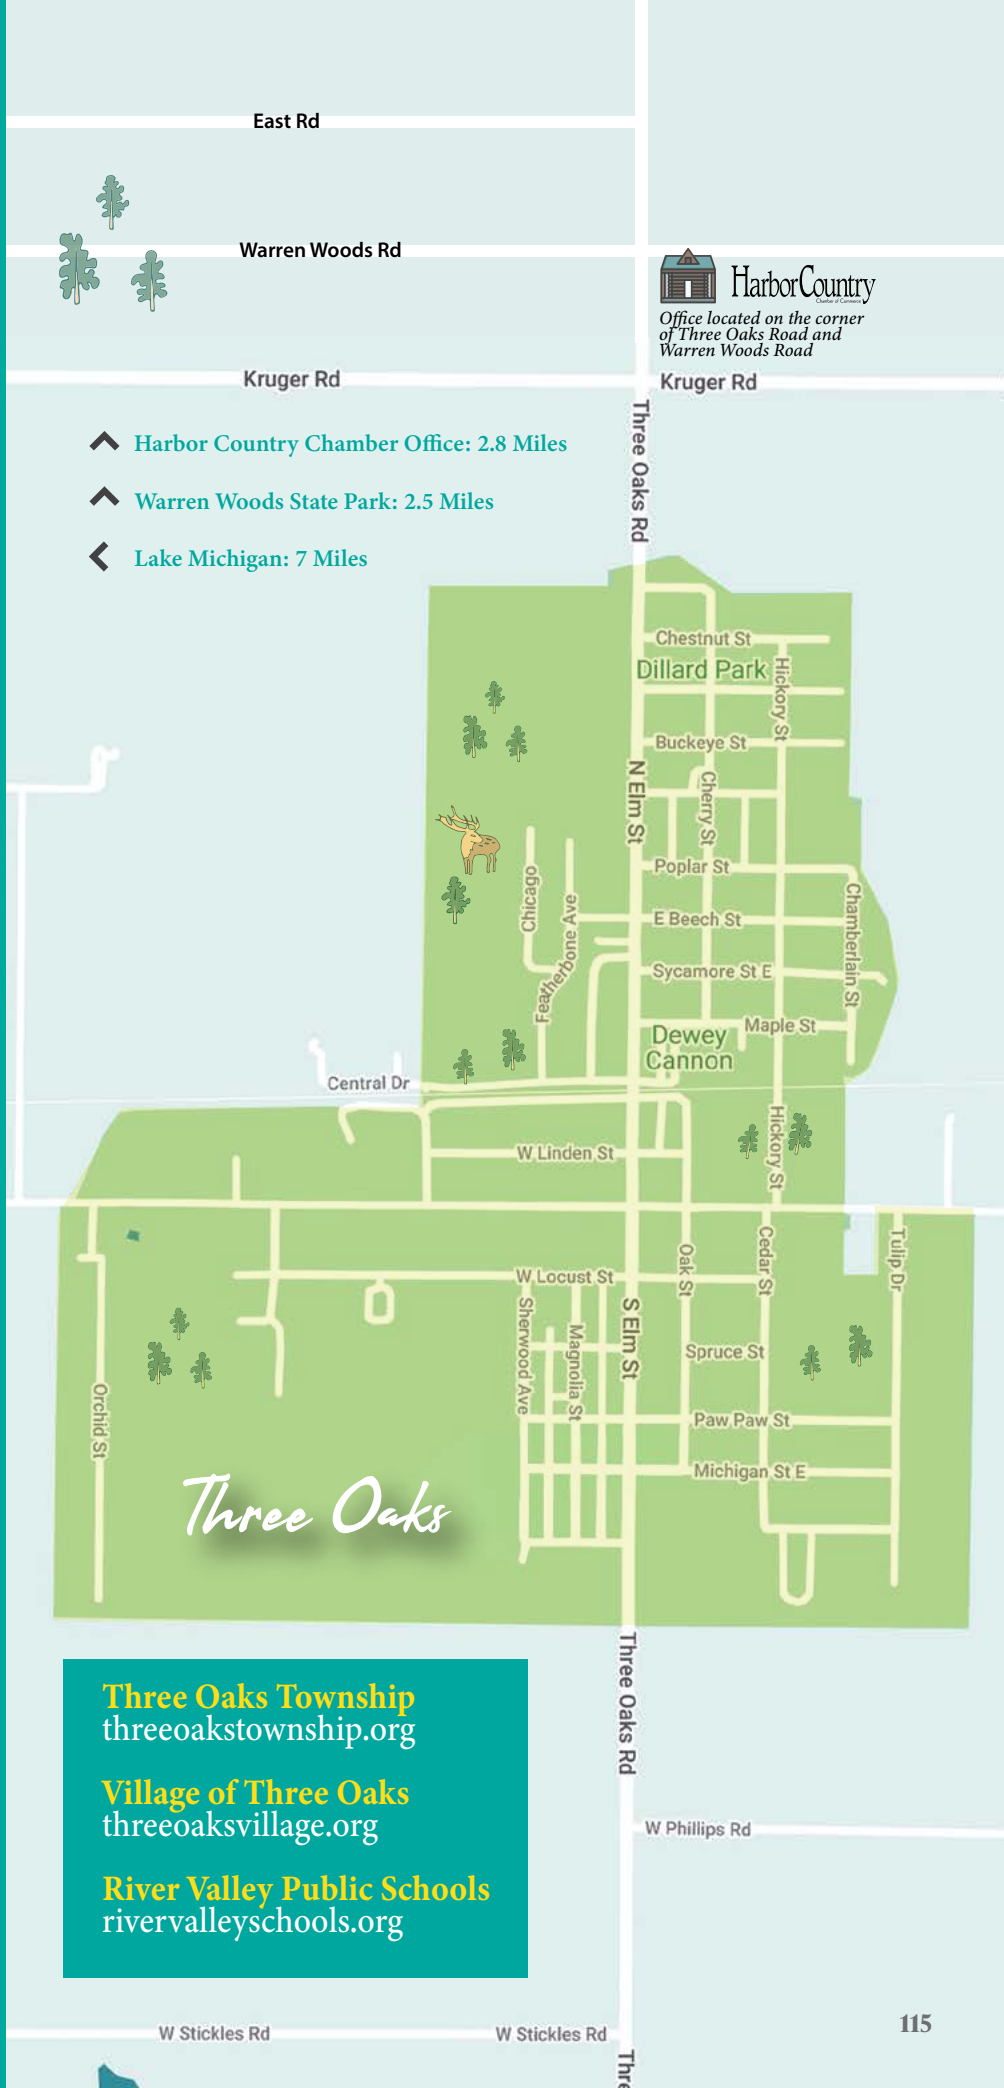 East Rd
Warren Woods Rd
HarborCountry
Chamber of Commerce
Office located on the corner
of Three Oaks Road and
Warren Woods Road
Kruger Rd
Kruger Rd
Three Oaks Rd
Harbor Country Chamber Office: 2.8 Miles
Warren Woods State Park: 2.5 Miles
Lake Michigan: 7 Miles
Chestnut St
Dillard Park
Hickory St
Buckeye St
N Elm St
Cherry St
Poplar St
Chicago
Featherbone Ave
E Beech St
Chamberlain St
Sycamore St E
Maple St
Dewey
Cannon
Central Dr
Hickory St
W Linden St
Oak St
Cedar St
Tulip Dr
W Locust St
Sherwood Ave
Magnolia St
S Elm St
Spruce St
Orchid St
Paw Paw St
Michigan St E
Three Oaks
Three Oaks Rd
Three Oaks Township
threeoakstownship.org
Village of Three Oaks
threeoaksvillage.org
River Valley Public Schools
rivervalleyschools.org
W Phillips Rd
W Stickles Rd
W Stickles Rd
115
Thre